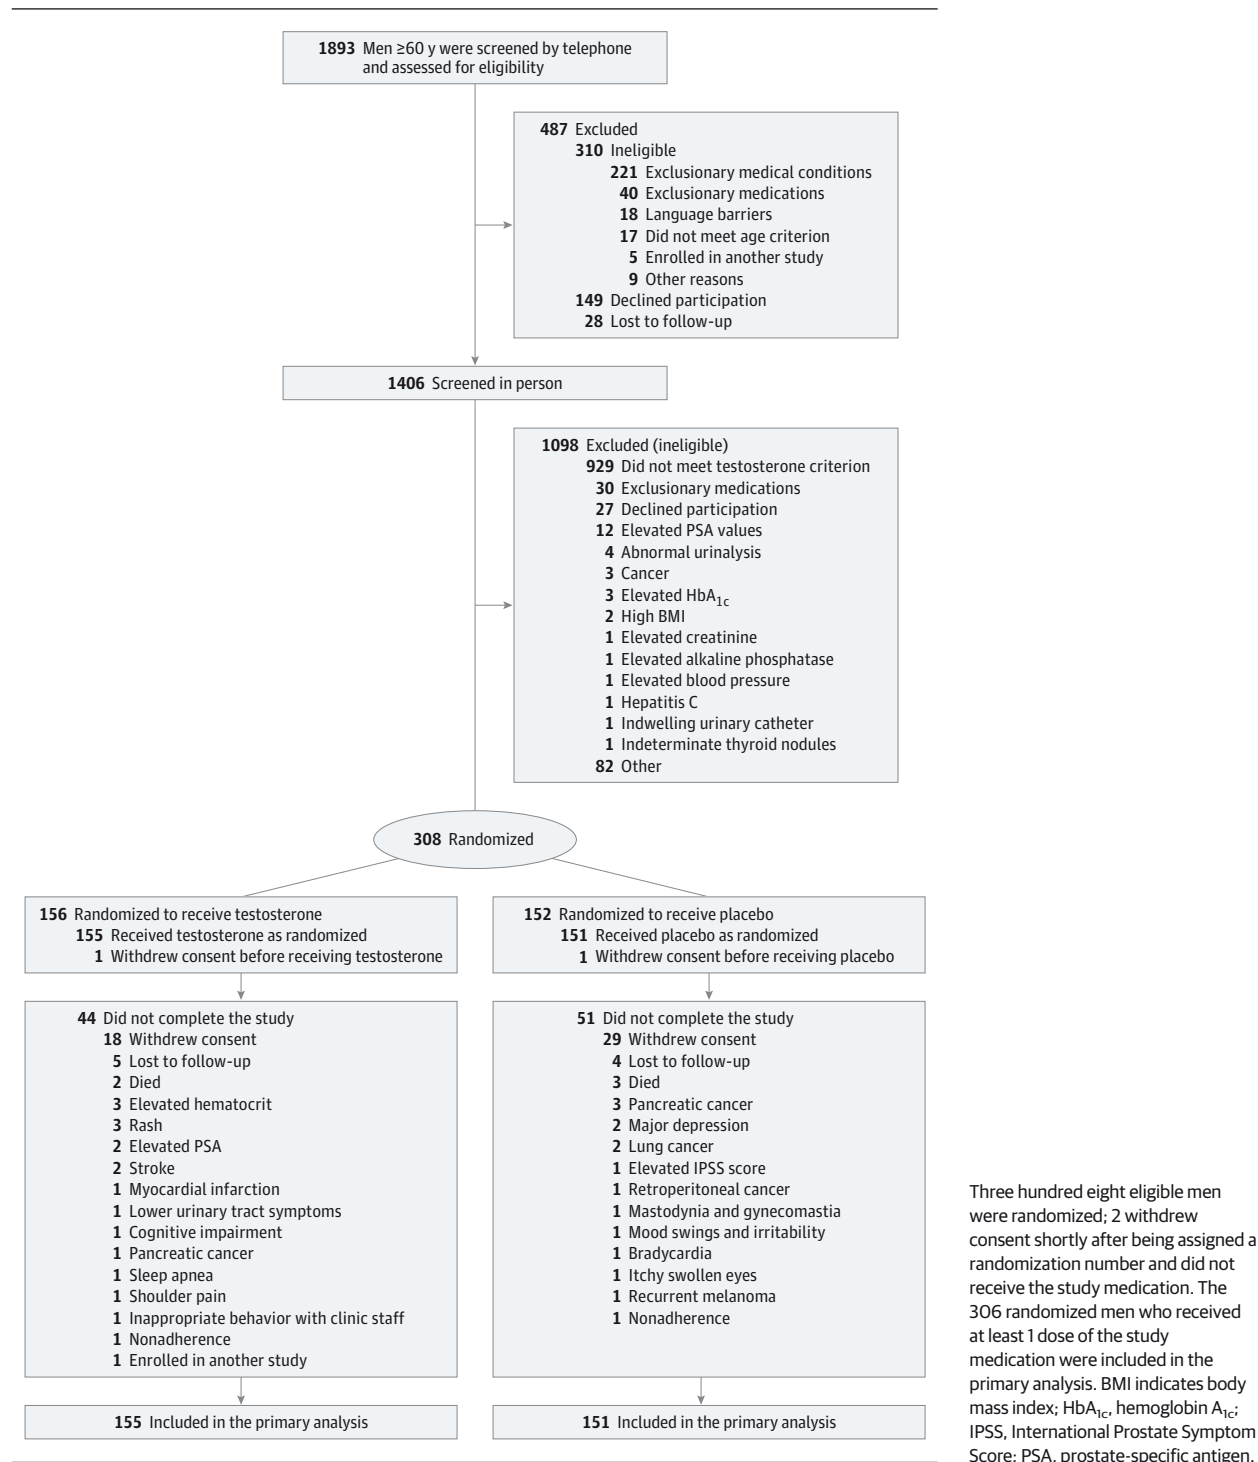 1893 Men ≥60 y were screened by telephone
and assessed for eligibility
487 Excluded
310 Ineligible
221 Exclusionary medical conditions
40 Exclusionary medications
18 Language barriers
17 Did not meet age criterion
5 Enrolled in another study
9 Other reasons
149 Declined participation
28 Lost to follow-up
1406 Screened in person
1098 Excluded (ineligible)
929 Did not meet testosterone criterion
30 Exclusionary medications
27 Declined participation
12 Elevated PSA values
4 Abnormal urinalysis
3 Cancer
3 Elevated HbA1c
2 High BMI
1 Elevated creatinine
1 Elevated alkaline phosphatase
1 Elevated blood pressure
1 Hepatitis C
1 Indwelling urinary catheter
1 Indeterminate thyroid nodules
82 Other
308 Randomized
156 Randomized to receive testosterone
155 Received testosterone as randomized
1 Withdrew consent before receiving testosterone
152 Randomized to receive placebo
151 Received placebo as randomized
1 Withdrew consent before receiving placebo
44 Did not complete the study
18 Withdrew consent
5 Lost to follow-up
2 Died
3 Elevated hematocrit
3 Rash
2 Elevated PSA
2 Stroke
1 Myocardial infarction
1 Lower urinary tract symptoms
1 Cognitive impairment
1 Pancreatic cancer
1 Sleep apnea
1 Shoulder pain
1 Inappropriate behavior with clinic staff
1 Nonadherence
1 Enrolled in another study
51 Did not complete the study
29 Withdrew consent
4 Lost to follow-up
3 Died
3 Pancreatic cancer
2 Major depression
2 Lung cancer
1 Elevated IPSS score
1 Retroperitoneal cancer
1 Mastodynia and gynecomastia
1 Mood swings and irritability
1 Bradycardia
1 Itchy swollen eyes
1 Recurrent melanoma
1 Nonadherence
155 Included in the primary analysis
151 Included in the primary analysis
Three hundred eight eligible men
were randomized; 2 withdrew
consent shortly after being assigned a
randomization number and did not
receive the study medication. The
306 randomized men who received
at least 1 dose of the study
medication were included in the
primary analysis. BMI indicates body
mass index; HbA1c, hemoglobin A1c;
IPSS, International Prostate Symptom
Score; PSA, prostate-specific antigen.